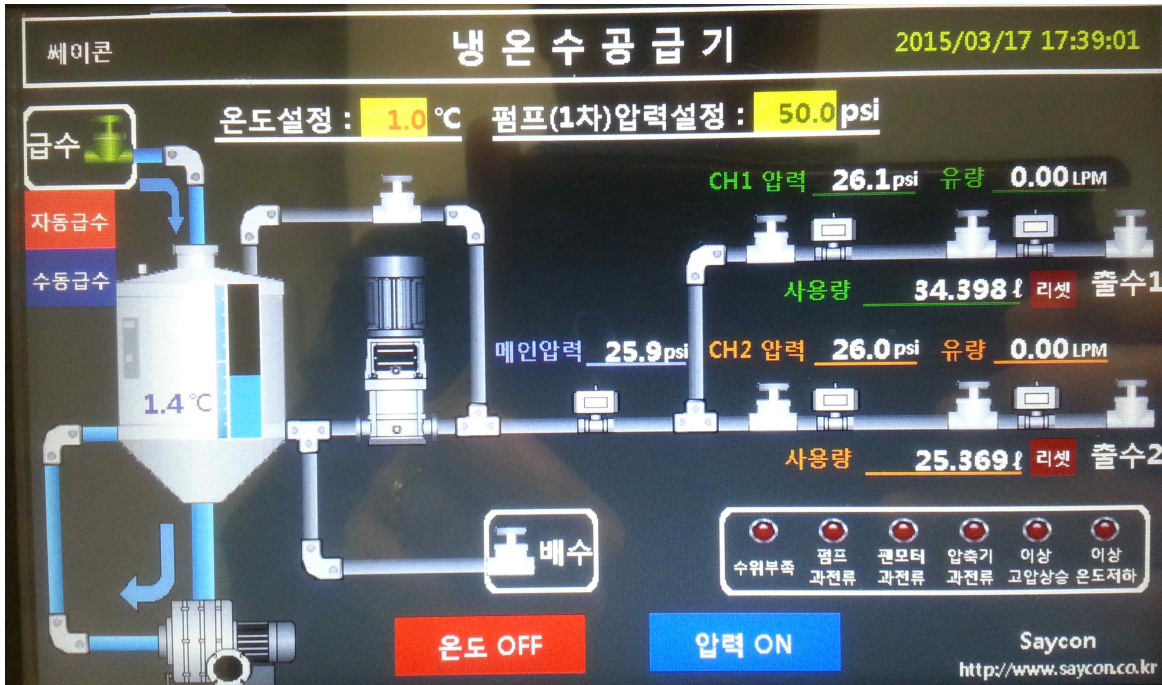 쎄이콘
냉온수공급기
2015/03/17 17:39:01
온도설정 : 1.0 ℃ 펌프(1차)압력설정 : 50.0 psi
급수
자동급수
수동급수
CH1 압력 26.1 psi 유량 0.00 LPM
사용량 34.398 ℓ 리셋 출수1
메인압력 25.9 psi
CH2 압력 26.0 psi 유량 0.00 LPM
1.4 ℃
사용량 25.369 ℓ 리셋 출수2
배수
수위부족
펌프
과전류
팬모터
과전류
압축기
과전류
이상
고압상승
이상
온도저하
온도 OFF
압력 ON
Saycon
http://www.saycon.co.kr